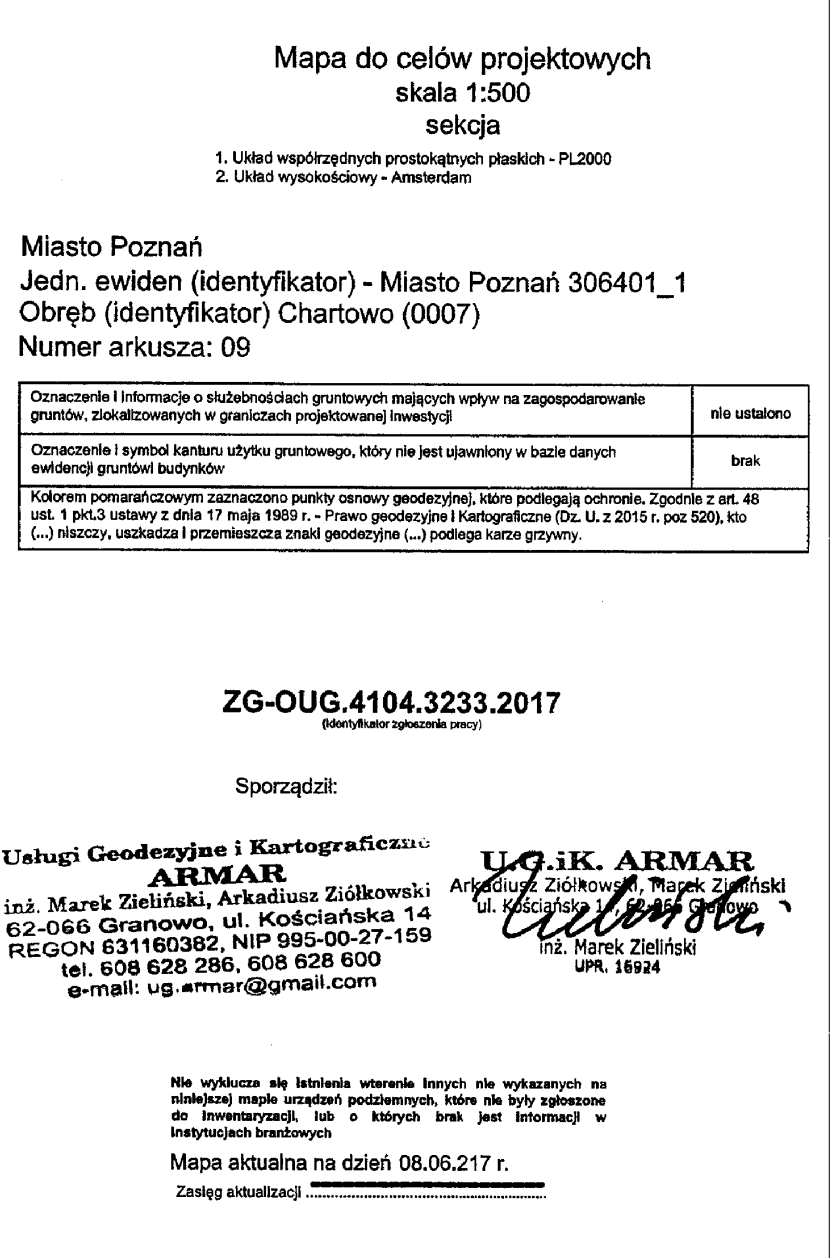 Mapa do celów projektowych
skala 1:500
sekcja
1. Układ współrzędnych prostokątnych płaskich - PL2000
2. Układ wysokościowy - Amsterdam
Miasto Poznań
Jedn. ewiden (identyfikator) - Miasto Poznań 306401_1
Obręb (identyfikator) Chartowo (0007)
Numer arkusza: 09
Oznaczenie i Informacje o służebnościach gruntowych mających wpływ na zagospodarowanie
gruntów, zlokalizowanych w graniczach projektowanej Inwestycji
nie ustalono
Oznaczenie i symbol kanturu użytku gruntowego, który nie jest ujawniony w bazie danych
ewidencji gruntówi budynków
brak
Kolorem pomarańczowym zaznaczono punkty osnowy geodezyjnej, które podlegają ochronie. Zgodnie z art. 48
ust. 1 pkt.3 ustawy z dnia 17 maja 1989 r. - Prawo geodezyjne i Kartograficzne (Dz. U. z 2015 r. poz 520), kto
(...) niszczy, uszkadza i przemieszcza znaki geodezyjne (...) podlega karze grzywny.
ZG-OUG.4104.3233.2017
(identyfikator zgłoszenia pracy)
Sporządził:
Usługi Geodezyjne i Kartograficzne
ARMAR
inż. Marek Zieliński, Arkadiusz Ziółkowski
62-066 Granowo, ul. Kościańska 14
REGON 631160382, NIP 995-00-27-159
tel. 608 628 286, 608 628 600
e-mail: ug.armar@gmail.com
U.G.iK. ARMAR
Arkadiusz Ziółkowski, Marek Zieliński
ul. Kościańska 14, 62-066 Granowo
inż. Marek Zieliński
UPR. 16924
Nie wyklucza się istnienia wterenie innych nie wykazanych na
niniejszej mapie urządzeń podziemnych, które nie były zgłoszone
do inwentaryzacji, lub o których brak jest informacji w
instytucjach branżowych
Mapa aktualna na dzień 08.06.217 r.
Zasięg aktualizacji